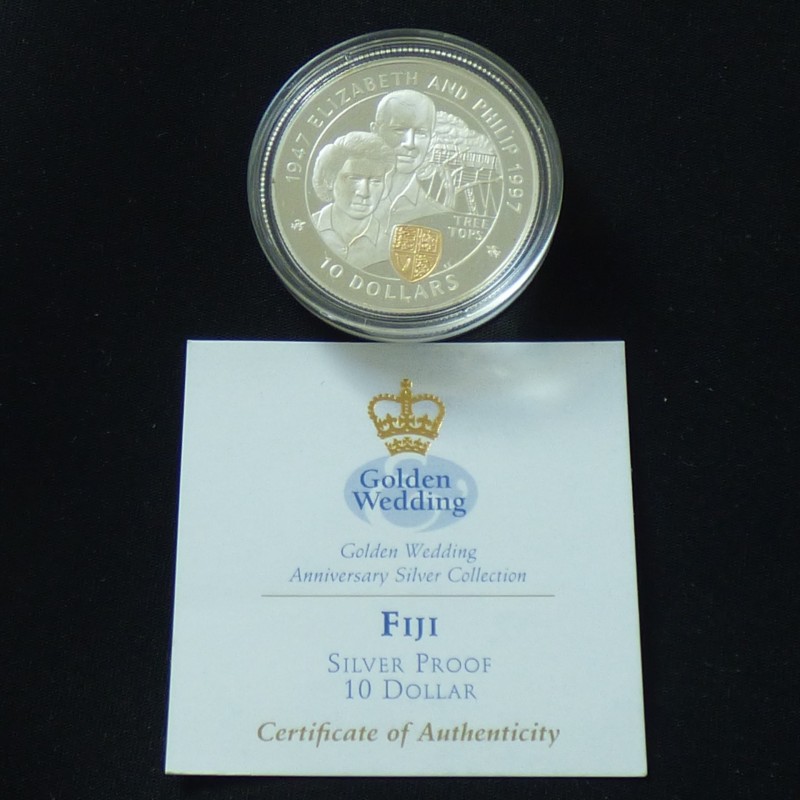 1947 ELIZABETH AND PHILIP 1997
TREE
TOPS
10 DOLLARS
Golden
Wedding
Golden Wedding
Anniversary Silver Collection
FIJI
SILVER PROOF
10 DOLLAR
Certificate of Authenticity